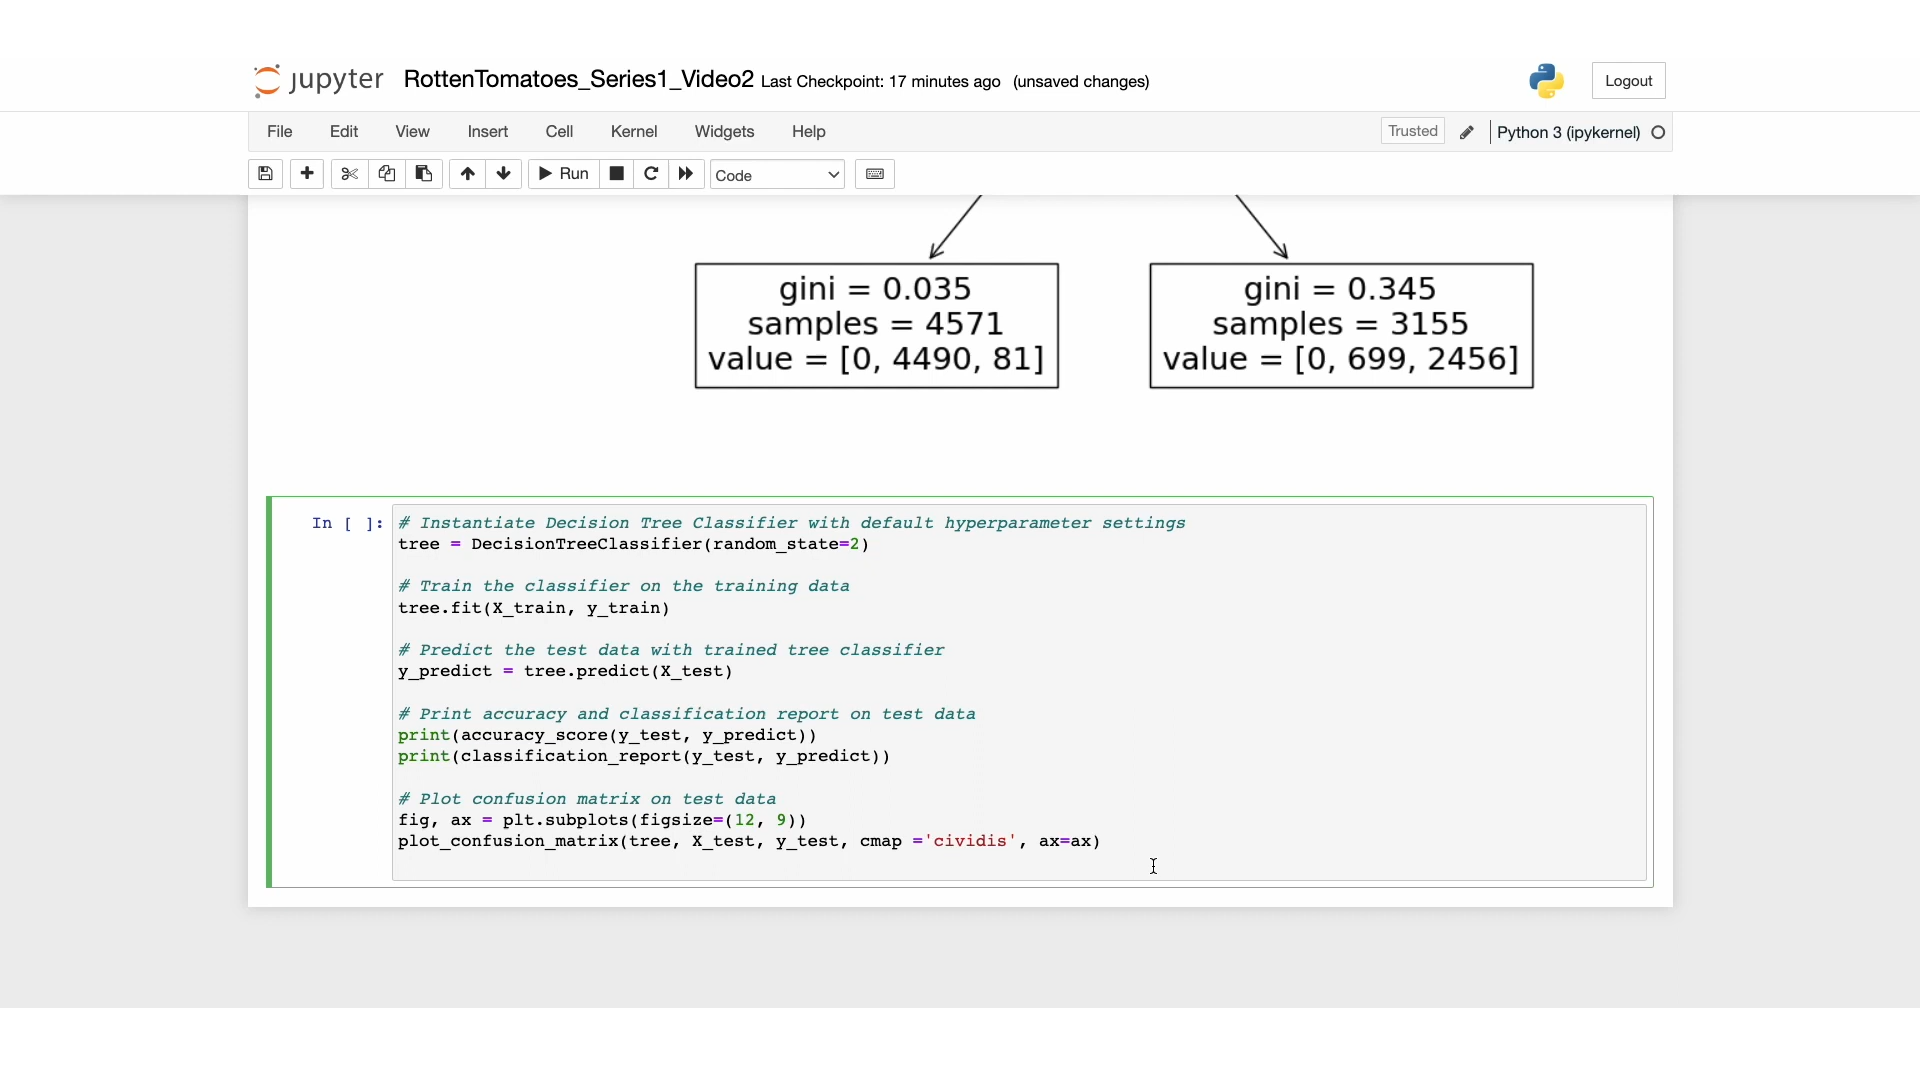 jupyter RottenTomatoes_Series1_Video2 Last Checkpoint: 17 minutes ago (unsaved changes) Logout
File Edit View Insert Cell Kernel Widgets Help Trusted Python 3 (ipykernel)
Run Code
gini = 0.035
samples = 4571
value = [0, 4490, 81]
gini = 0.345
samples = 3155
value = [0, 699, 2456]
In [ ]: # Instantiate Decision Tree Classifier with default hyperparameter settings
tree = DecisionTreeClassifier(random_state=2)
# Train the classifier on the training data
tree.fit(X_train, y_train)
# Predict the test data with trained tree classifier
y_predict = tree.predict(X_test)
# Print accuracy and classification report on test data
print(accuracy_score(y_test, y_predict))
print(classification_report(y_test, y_predict))
# Plot confusion matrix on test data
fig, ax = plt.subplots(figsize=(12, 9))
plot_confusion_matrix(tree, X_test, y_test, cmap ='cividis', ax=ax)